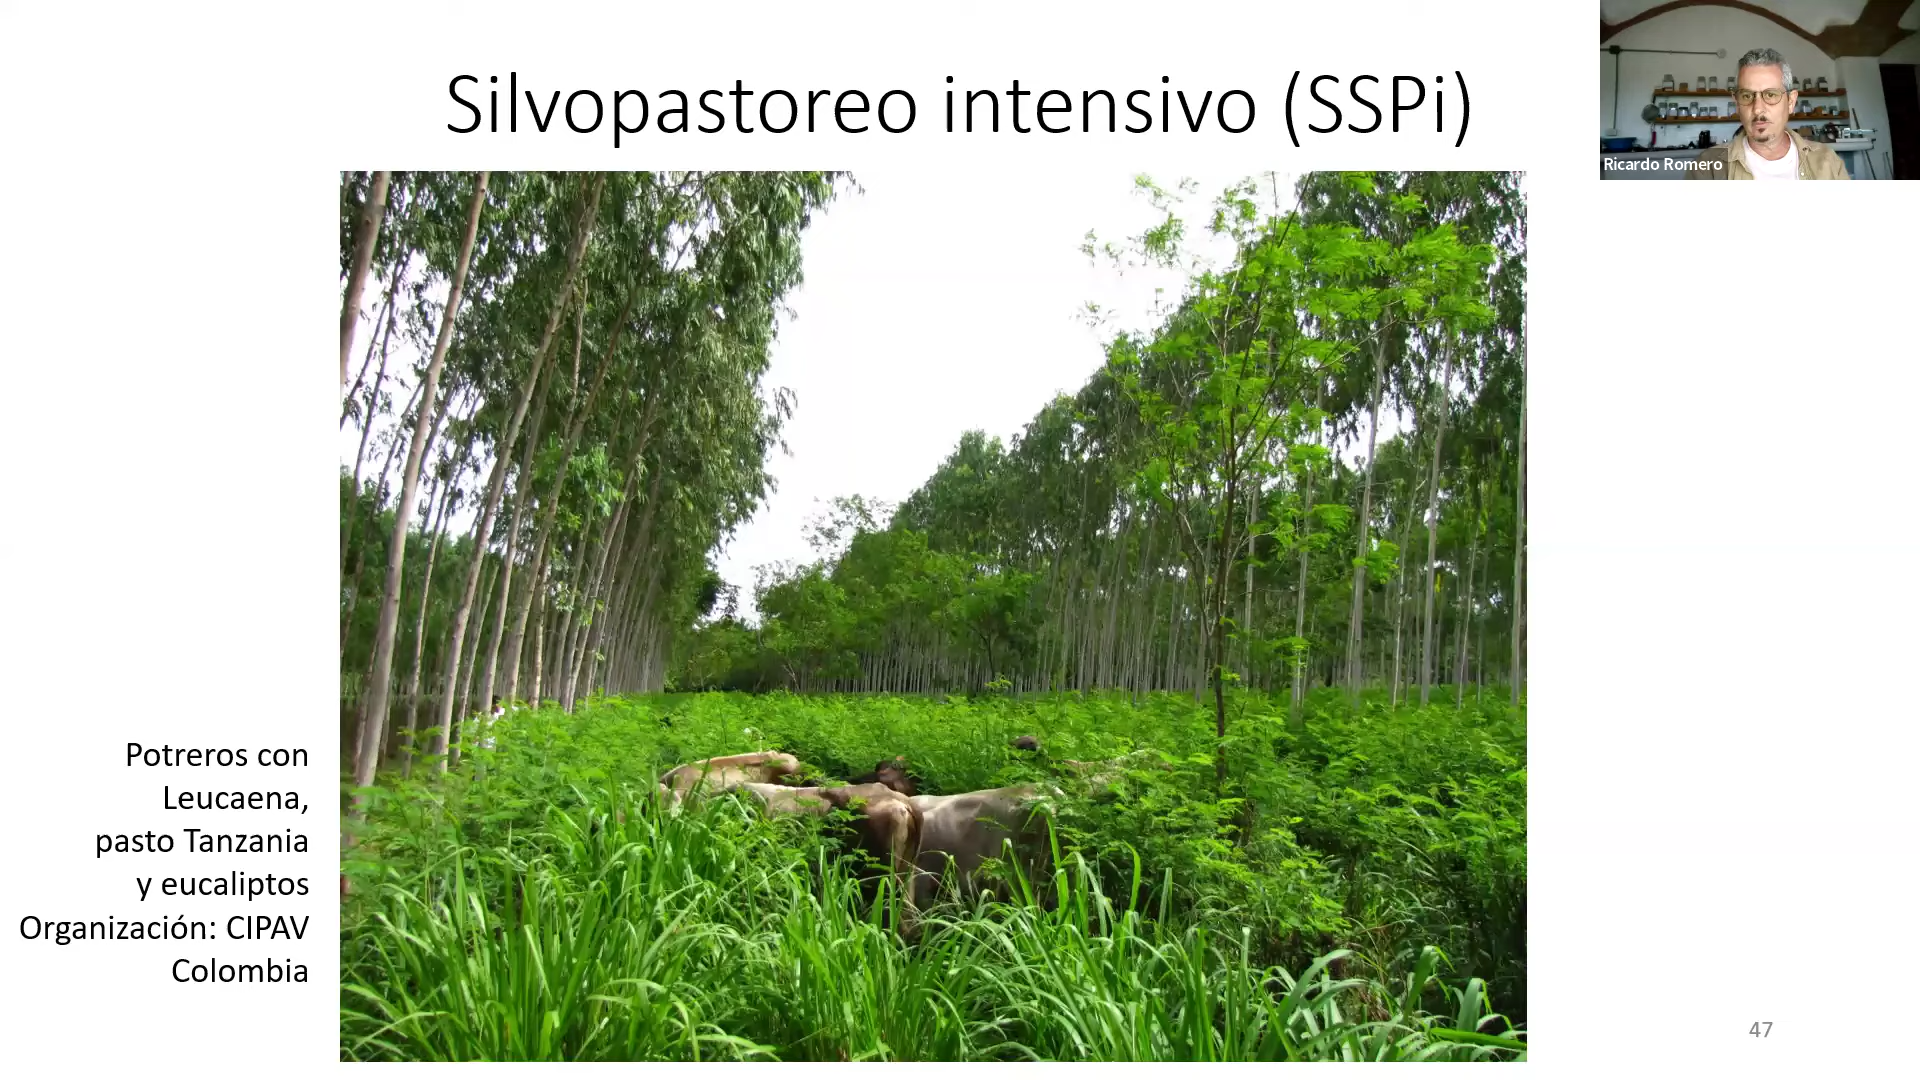 Silvopastoreo intensivo (SSPi)
Ricardo Romero
Potreros con
Leucaena,
pasto Tanzania
y eucaliptos
Organización: CIPAV
Colombia
47